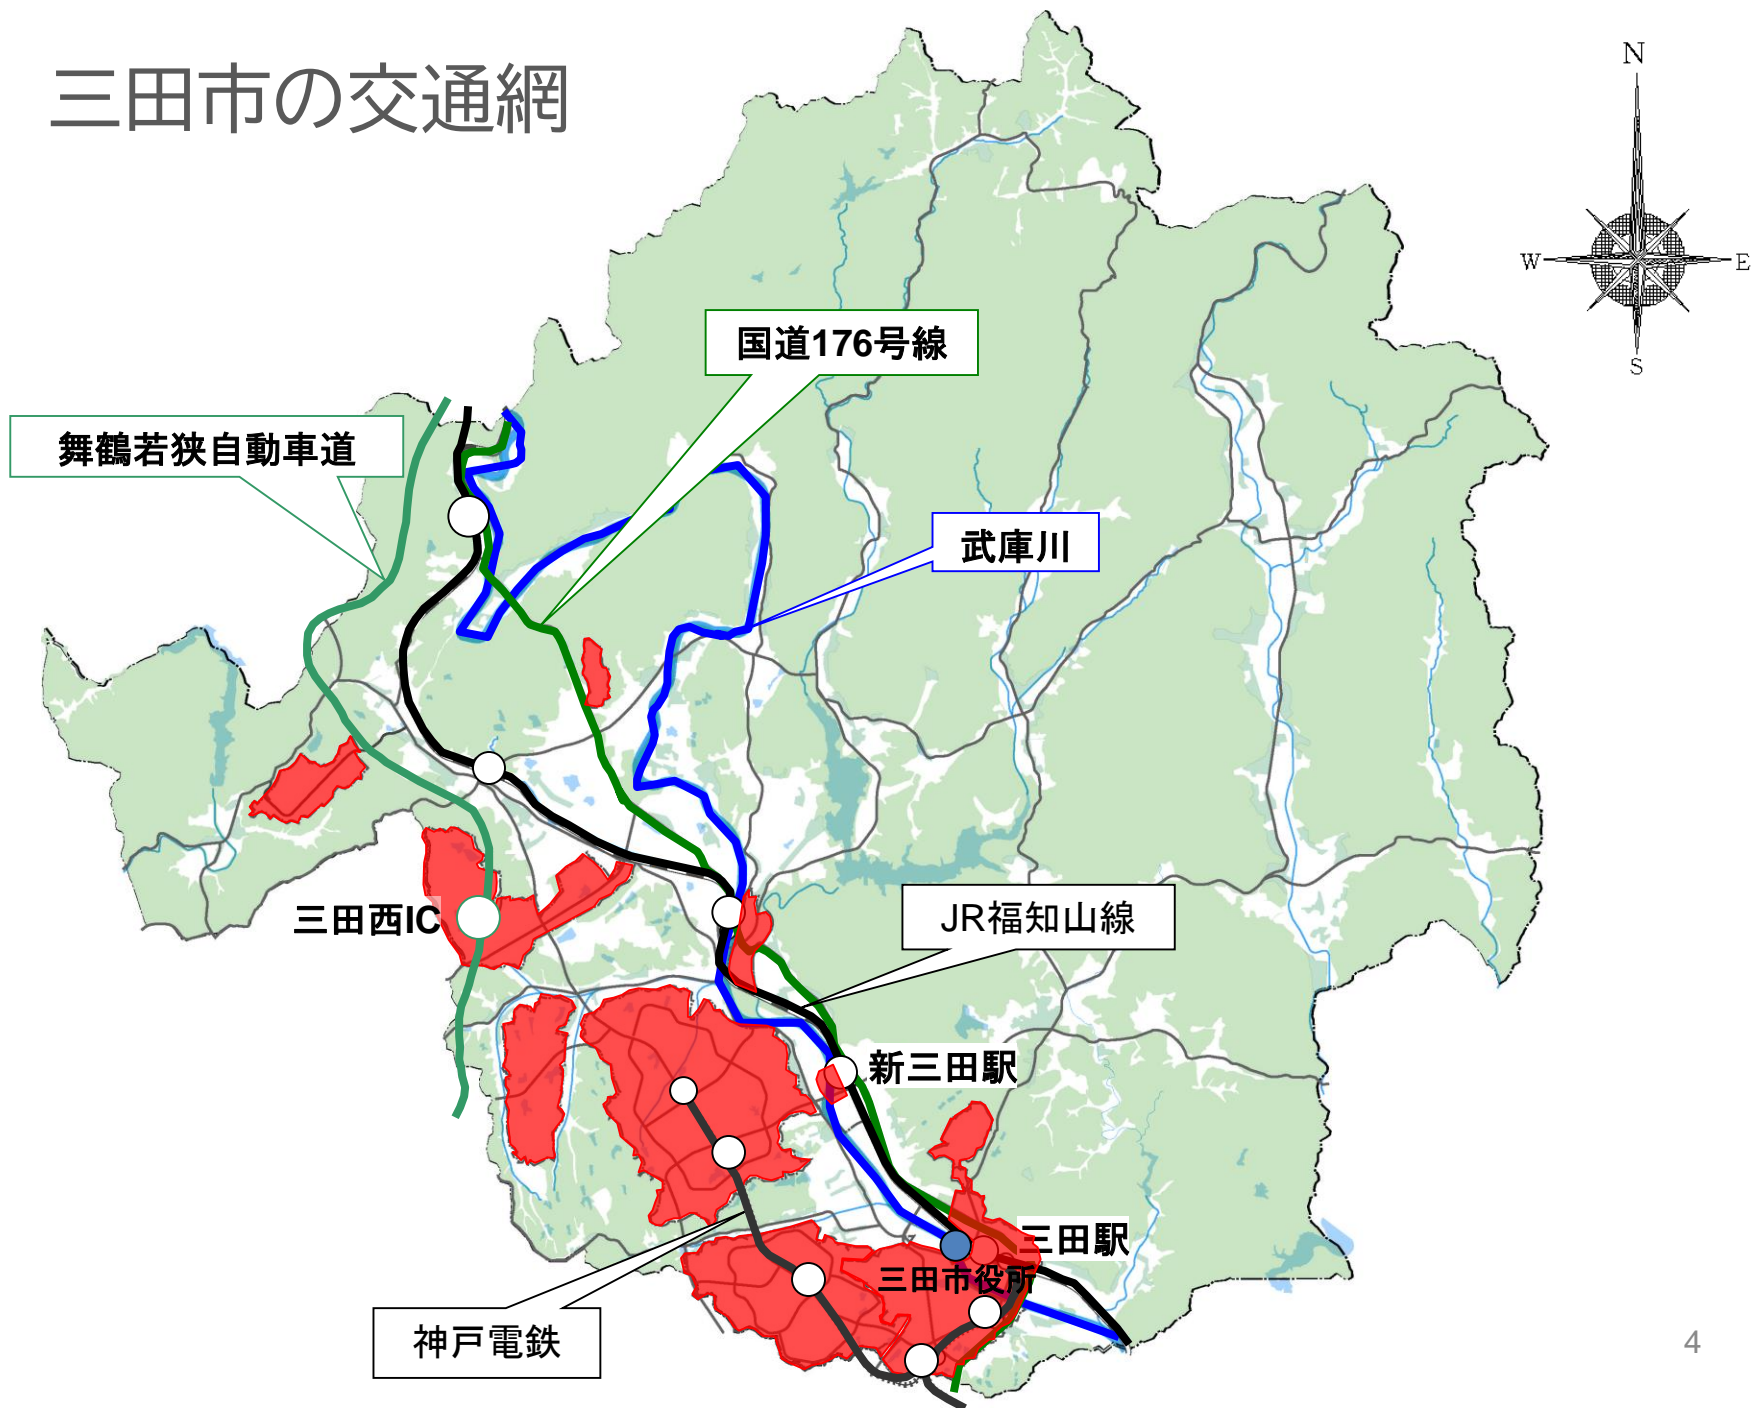 三田市の交通網
N
W
E
S
国道176号線
舞鶴若狭自動車道
武庫川
三田西IC
JR福知山線
新三田駅
三田駅
三田市役所
神戸電鉄
4